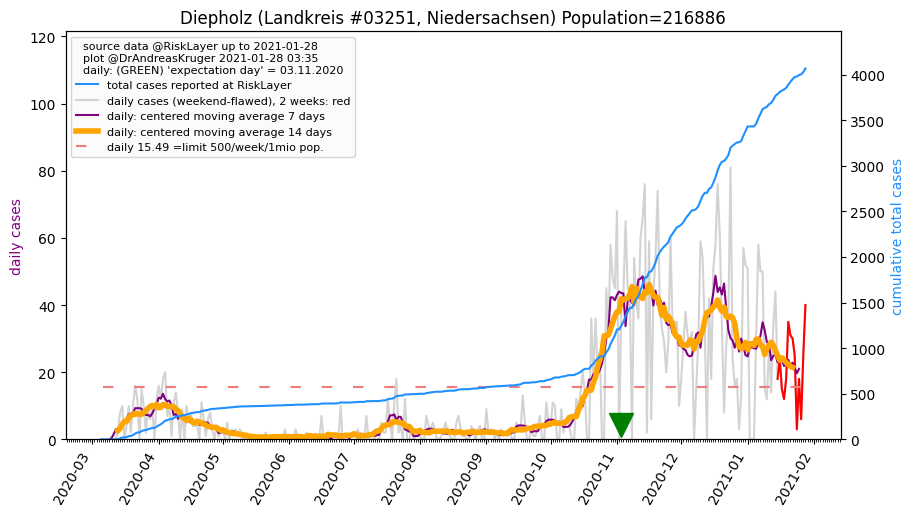 Diepholz (Landkreis #03251, Niedersachsen) Population=216886
source data @RiskLayer up to 2021-01-28
plot @DrAndreasKruger 2021-01-28 03:35
daily: (GREEN) 'expectation day' = 03.11.2020
total cases reported at RiskLayer
daily cases (weekend-flawed), 2 weeks: red
daily: centered moving average 7 days
daily: centered moving average 14 days
daily 15.49 =limit 500/week/1mio pop.
daily cases
120
100
80
60
40
20
0
cumulative total cases
4000
3500
3000
2500
2000
1500
1000
500
0
2020-03
2020-04
2020-05
2020-06
2020-07
2020-08
2020-09
2020-10
2020-11
2020-12
2021-01
2021-02